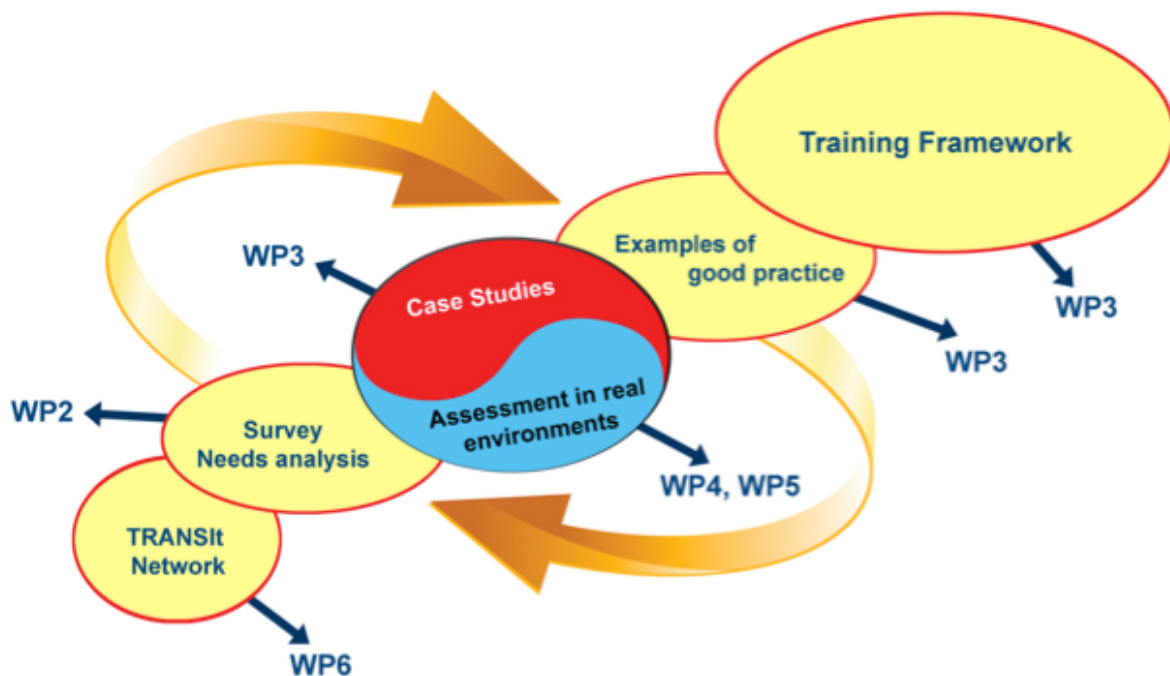 Training Framework
Examples of
good practice
WP3
WP3
Case Studies
WP3
Assessment in real
environments
WP2
Survey
Needs analysis
WP4, WP5
TRANSIt
Network
WP6